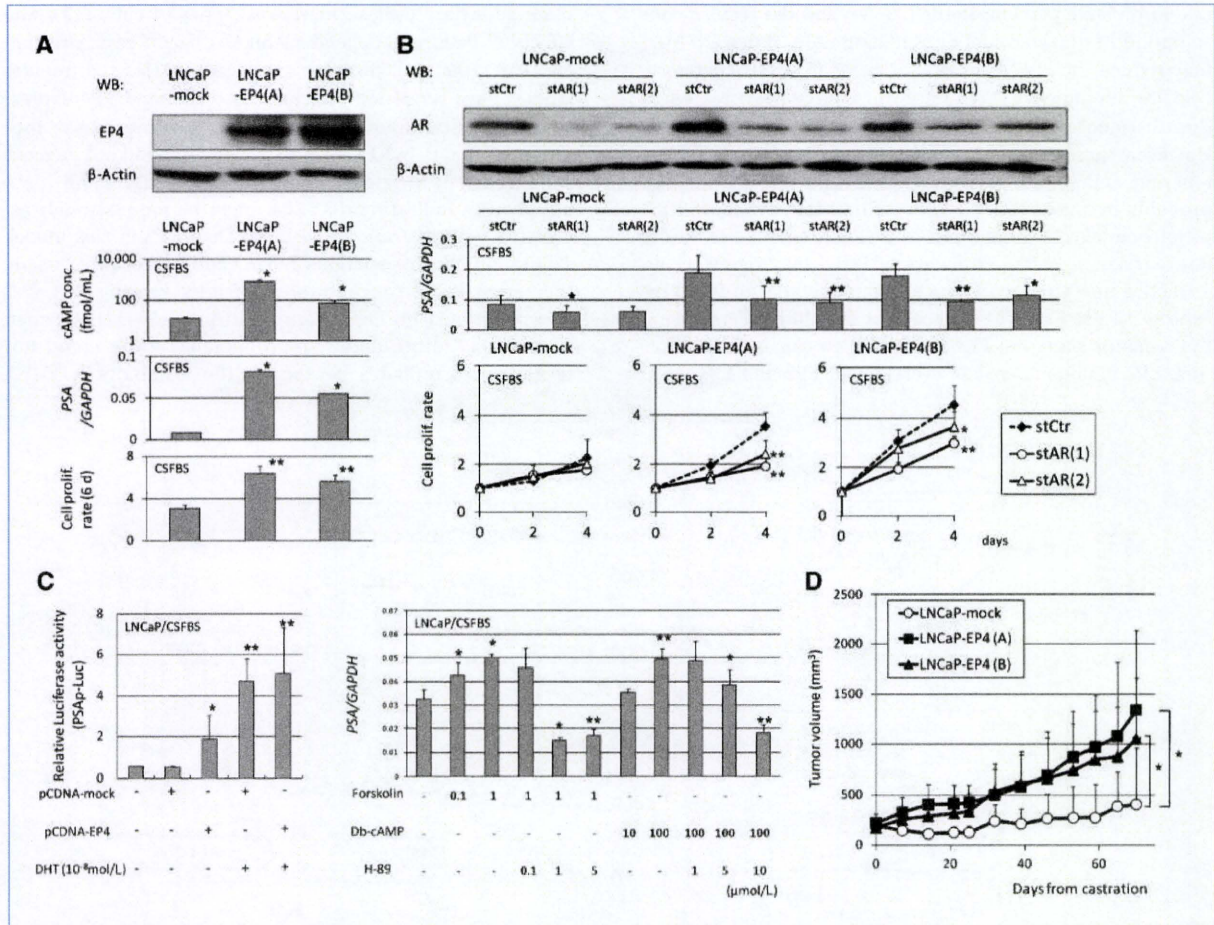 A
WB:
LNCaP -mock
LNCaP -EP4(A)
LNCaP -EP4(B)
EP4
β-Actin
LNCaP -mock
LNCaP -EP4(A)
LNCaP -EP4(B)
cAMP conc. (fmol/mL)
10,000
100
1
CSFBS
*
*
PSA /GAPDH
0.1
0.05
0
CSFBS
*
*
Cell prolif. rate (6 d)
8
4
0
CSFBS
**
**
B
WB:
LNCaP-mock
LNCaP-EP4(A)
LNCaP-EP4(B)
stCtr stAR(1) stAR(2) stCtr stAR(1) stAR(2) stCtr stAR(1) stAR(2)
AR
β-Actin
LNCaP-mock
LNCaP-EP4(A)
LNCaP-EP4(B)
stCtr stAR(1) stAR(2) stCtr stAR(1) stAR(2) stCtr stAR(1) stAR(2)
PSA/GAPDH
0.3
0.2
0.1
0
CSFBS
* ** ** ** *
LNCaP-mock
LNCaP-EP4(A)
LNCaP-EP4(B)
Cell prolif. rate
6
4
2
0
CSFBS
0 2 4
6
4
2
0
CSFBS
**
**
0 2 4
6
4
2
0
CSFBS
*
**
0 2 4
days
stCtr
stAR(1)
stAR(2)
C
Relative Luciferase activity (PSAp-Luc)
8
6
4
2
0
LNCaP/CSFBS
* ** **
pCDNA-mock - + - + -
pCDNA-EP4 - - + - +
DHT (10⁻⁸mol/L) - - - + +
PSA/GAPDH
0.07
0.06
0.05
0.04
0.03
0.02
0.01
0
LNCaP/CSFBS
* * * ** ** * **
Forskolin - 0.1 1 1 1 1 - - - - -
Db-cAMP - - - - - - 10 100 100 100 100
H-89 - - - 0.1 1 5 - - 1 5 10
(μmol/L)
D
Tumor volume (mm³)
2500
2000
1500
1000
500
0
LNCaP-mock
LNCaP-EP4 (A)
LNCaP-EP4 (B)
*
*
0 20 40 60
Days from castration